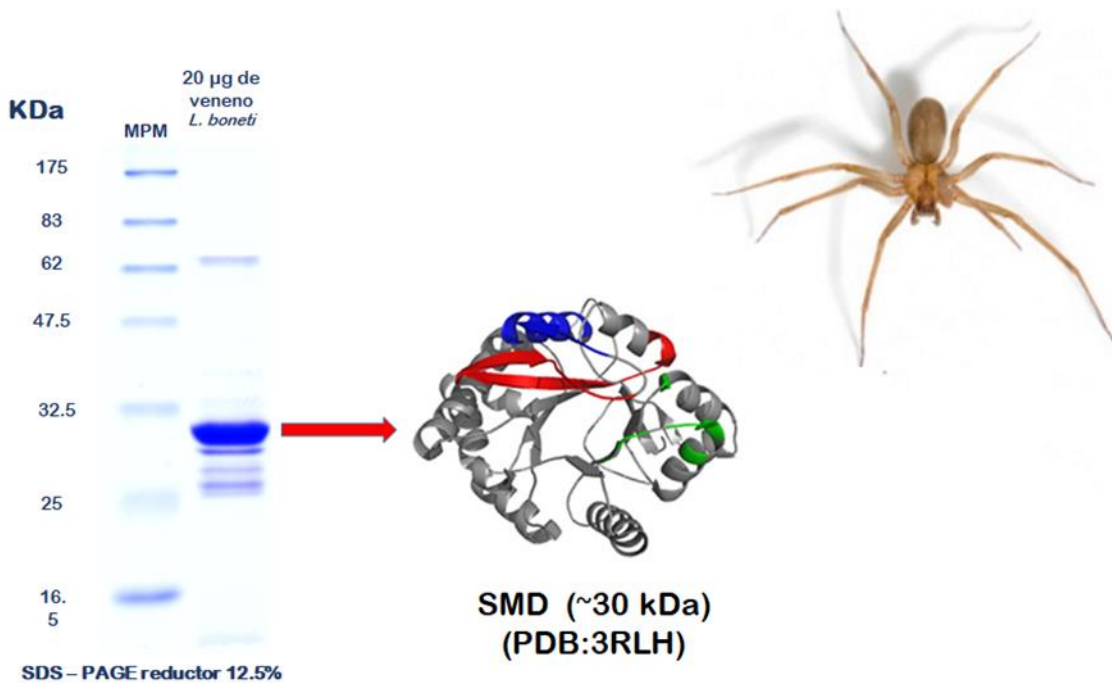 KDa
MPM
20 µg de
veneno
L. boneti
175
83
62
47.5
32.5
25
16.
5
SDS – PAGE reductor 12.5%
SMD (~30 kDa)
(PDB:3RLH)